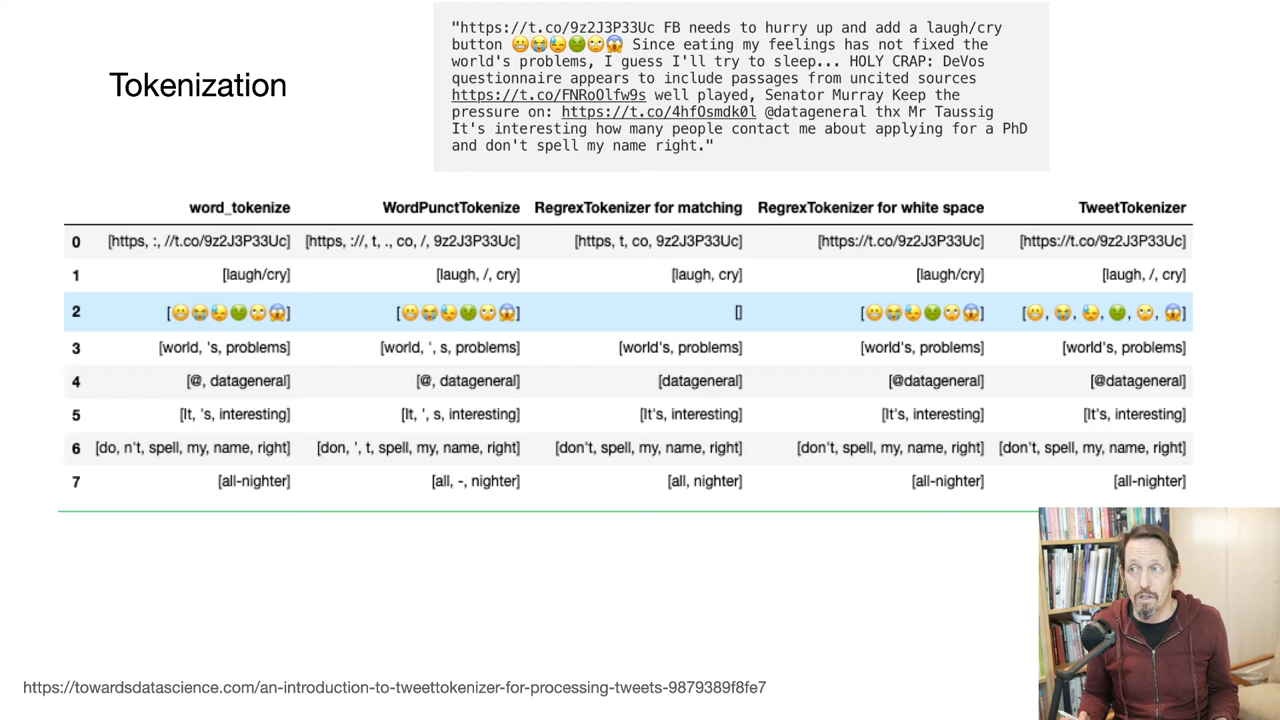 Tokenization
"https://t.co/9z2J3P33Uc FB needs to hurry up and add a laugh/cry
button 😬😭😓🤢🙄😱 Since eating my feelings has not fixed the
world's problems, I guess I'll try to sleep... HOLY CRAP: DeVos
questionnaire appears to include passages from uncited sources
https://t.co/FNRoOlfw9s well played, Senator Murray Keep the
pressure on: https://t.co/4hfOsmdk0l @datageneral thx Mr Taussig
It's interesting how many people contact me about applying for a PhD
and don't spell my name right."
word_tokenize WordPunctTokenize RegrexTokenizer for matching RegrexTokenizer for white space TweetTokenizer
0 [https, :, //t.co/9z2J3P33Uc] [https, ://, t, ., co, /, 9z2J3P33Uc] [https, t, co, 9z2J3P33Uc] [https://t.co/9z2J3P33Uc] [https://t.co/9z2J3P33Uc]
1 [laugh/cry] [laugh, /, cry] [laugh, cry] [laugh/cry] [laugh, /, cry]
2 [😬😭😓🤢🙄😱] [😬😭😓🤢🙄😱] [] [😬😭😓🤢🙄😱] [😬, 😭, 😓, 🤢, 🙄, 😱]
3 [world, 's, problems] [world, ', s, problems] [world's, problems] [world's, problems] [world's, problems]
4 [@, datageneral] [@, datageneral] [datageneral] [@datageneral] [@datageneral]
5 [It, 's, interesting] [It, ', s, interesting] [It's, interesting] [It's, interesting] [It's, interesting]
6 [do, n't, spell, my, name, right] [don, ', t, spell, my, name, right] [don't, spell, my, name, right] [don't, spell, my, name, right] [don't, spell, my, name, right]
7 [all-nighter] [all, -, nighter] [all, nighter] [all-nighter] [all-nighter]
https://towardsdatascience.com/an-introduction-to-tweettokenizer-for-processing-tweets-9879389f8fe7